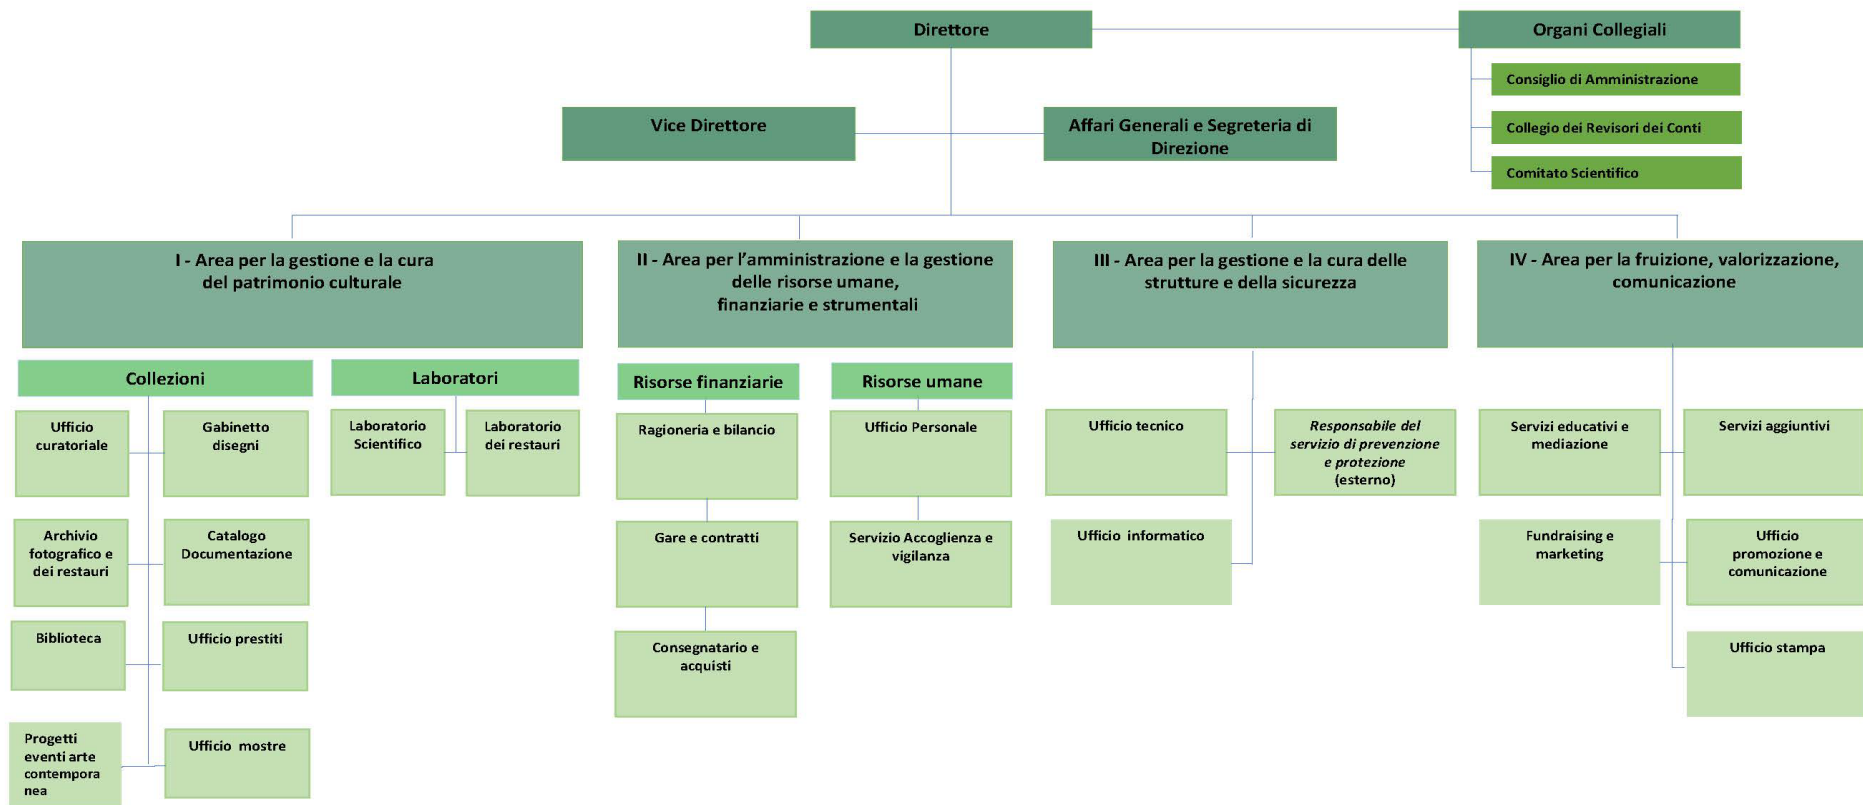 Direttore
Organi Collegiali
Consiglio di Amministrazione
Collegio dei Revisori dei Conti
Comitato Scientifico
Vice Direttore
Affari Generali e Segreteria di
Direzione
I - Area per la gestione e la cura
del patrimonio culturale
II - Area per l’amministrazione e la gestione
delle risorse umane,
finanziarie e strumentali
III - Area per la gestione e la cura delle
strutture e della sicurezza
IV - Area per la fruizione, valorizzazione,
comunicazione
Collezioni
Ufficio
curatoriale
Gabinetto
disegni
Archivio
fotografico e
dei restauri
Catalogo
Documentazione
Biblioteca
Ufficio prestiti
Progetti
eventi arte
contempora
nea
Ufficio mostre
Laboratori
Laboratorio
Scientifico
Laboratorio
dei restauri
Risorse finanziarie
Ragioneria e bilancio
Gare e contratti
Consegnatario e
acquisti
Risorse umane
Ufficio Personale
Servizio Accoglienza e
vigilanza
Ufficio tecnico
Responsabile del
servizio di prevenzione
e protezione
(esterno)
Ufficio informatico
Servizi educativi e
mediazione
Servizi aggiuntivi
Fundraising e
marketing
Ufficio
promozione e
comunicazione
Ufficio stampa